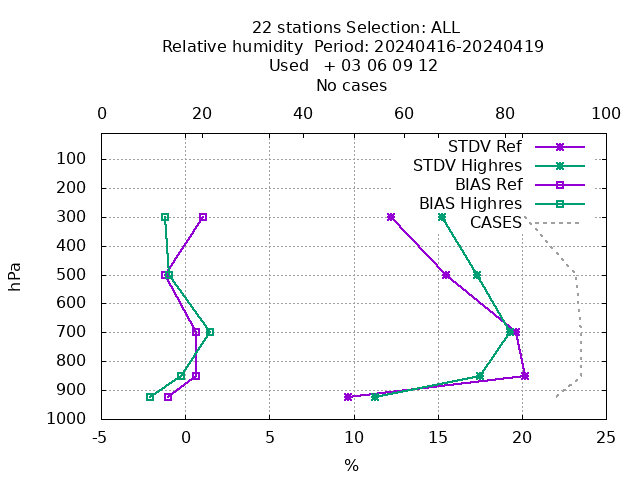 22 stations Selection: ALL
Relative humidity  Period: 20240416-20240419
Used   + 03 06 09 12
No cases
0 20 40 60 80 100
STDV Ref
STDV Highres
BIAS Ref
BIAS Highres
CASES
hPa
100
200
300
400
500
600
700
800
900
1000
-5 0 5 10 15 20 25
%